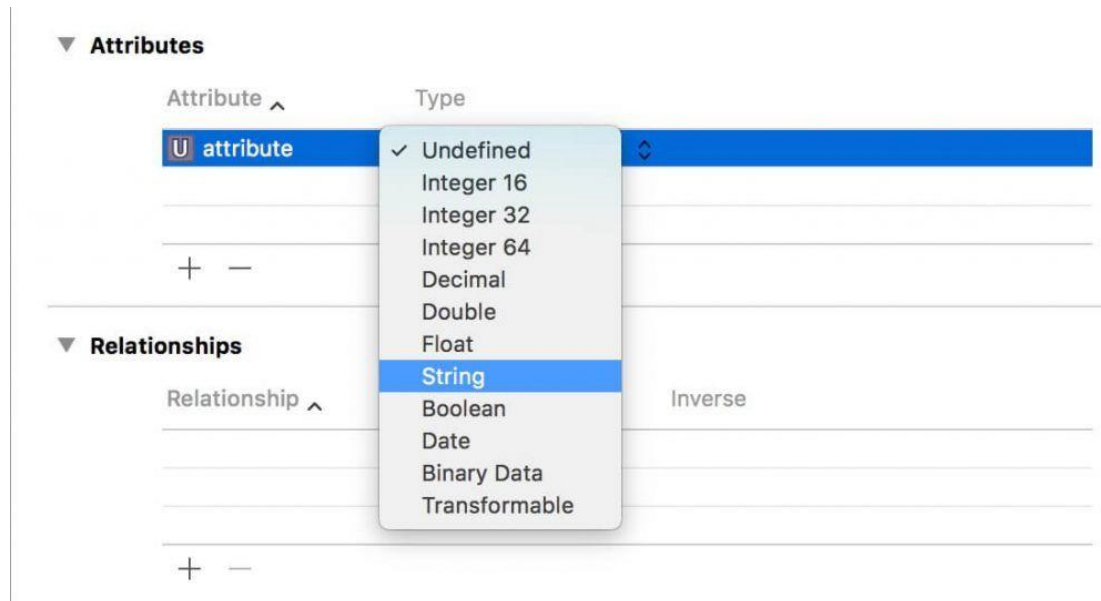 Attributes
Attribute Type
U attribute
Undefined
Integer 16
Integer 32
Integer 64
Decimal
Double
Float
String
Boolean
Date
Binary Data
Transformable
Relationships
Relationship Inverse